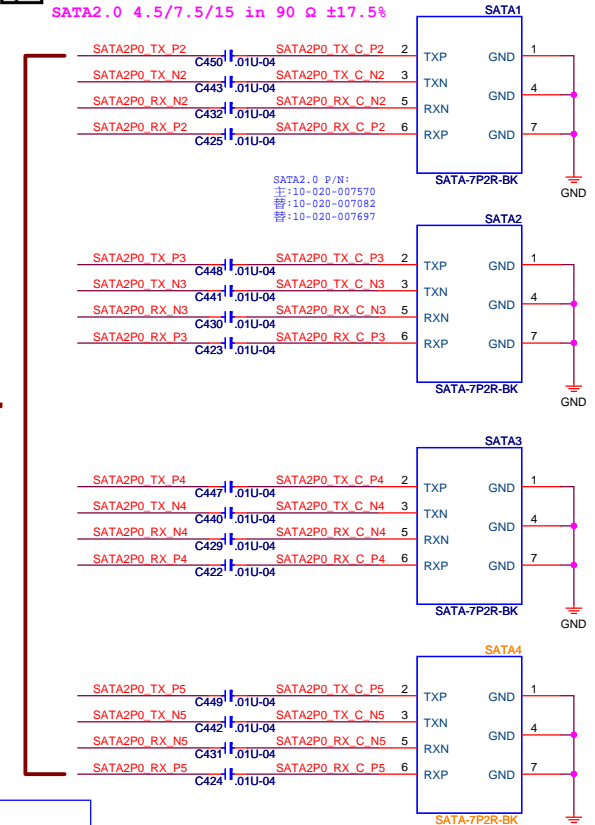 SATA2.0 4.5/7.5/15 in 90 Ω ±17.5%
SATA1
SATA2P0_TX_P2 C450 .01U-04 SATA2P0_TX_C_P2 2 TXP GND 1
SATA2P0_TX_N2 C443 .01U-04 SATA2P0_TX_C_N2 3 TXN GND 4
SATA2P0_RX_N2 C432 .01U-04 SATA2P0_RX_C_N2 5 RXN
SATA2P0_RX_P2 C425 .01U-04 SATA2P0_RX_C_P2 6 RXP GND 7
SATA-7P2R-BK
GND
SATA2.0 P/N:
主:10-020-007570
替:10-020-007082
替:10-020-007697
SATA2
SATA2P0_TX_P3 C448 .01U-04 SATA2P0_TX_C_P3 2 TXP GND 1
SATA2P0_TX_N3 C441 .01U-04 SATA2P0_TX_C_N3 3 TXN GND 4
SATA2P0_RX_N3 C430 .01U-04 SATA2P0_RX_C_N3 5 RXN
SATA2P0_RX_P3 C423 .01U-04 SATA2P0_RX_C_P3 6 RXP GND 7
SATA-7P2R-BK
GND
SATA3
SATA2P0_TX_P4 C447 .01U-04 SATA2P0_TX_C_P4 2 TXP GND 1
SATA2P0_TX_N4 C440 .01U-04 SATA2P0_TX_C_N4 3 TXN GND 4
SATA2P0_RX_N4 C429 .01U-04 SATA2P0_RX_C_N4 5 RXN
SATA2P0_RX_P4 C422 .01U-04 SATA2P0_RX_C_P4 6 RXP GND 7
SATA-7P2R-BK
GND
SATA4
SATA2P0_TX_P5 C449 .01U-04 SATA2P0_TX_C_P5 2 TXP GND 1
SATA2P0_TX_N5 C442 .01U-04 SATA2P0_TX_C_N5 3 TXN GND 4
SATA2P0_RX_N5 C431 .01U-04 SATA2P0_RX_C_N5 5 RXN
SATA2P0_RX_P5 C424 .01U-04 SATA2P0_RX_C_P5 6 RXP GND 7
SATA-7P2R-BK